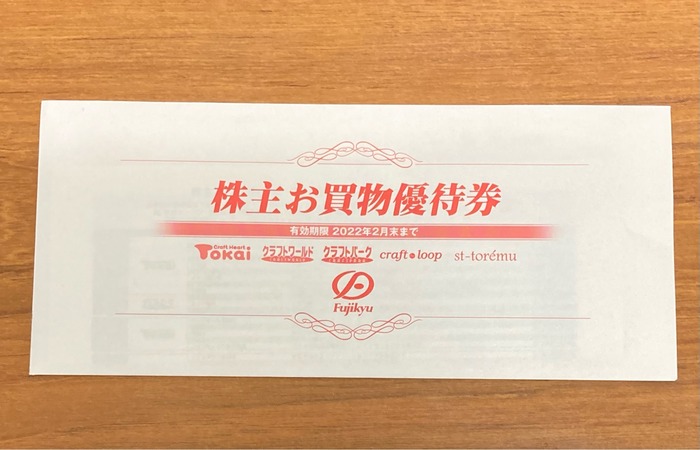 株主お買物優待券
有効期限 2022年2月末まで
Craft Heart Tokai クラフトワールド クラフトパーク craft loop st-torému
Fujikyu